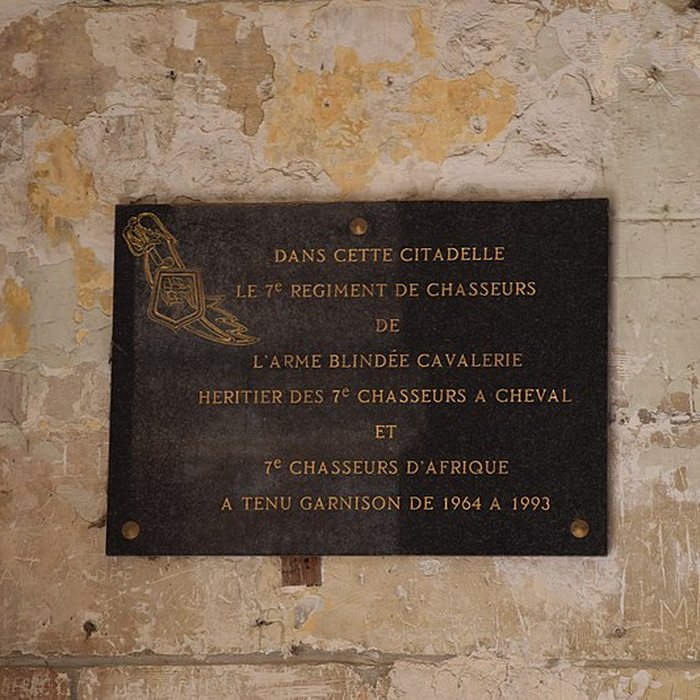 DANS CETTE CITADELLE
LE 7e REGIMENT DE CHASSEURS
DE
L'ARME BLINDÉE CAVALERIE
HERITIER DES 7e CHASSEURS A CHEVAL
ET
7e CHASSEURS D'AFRIQUE
A TENU GARNISON DE 1964 A 1993